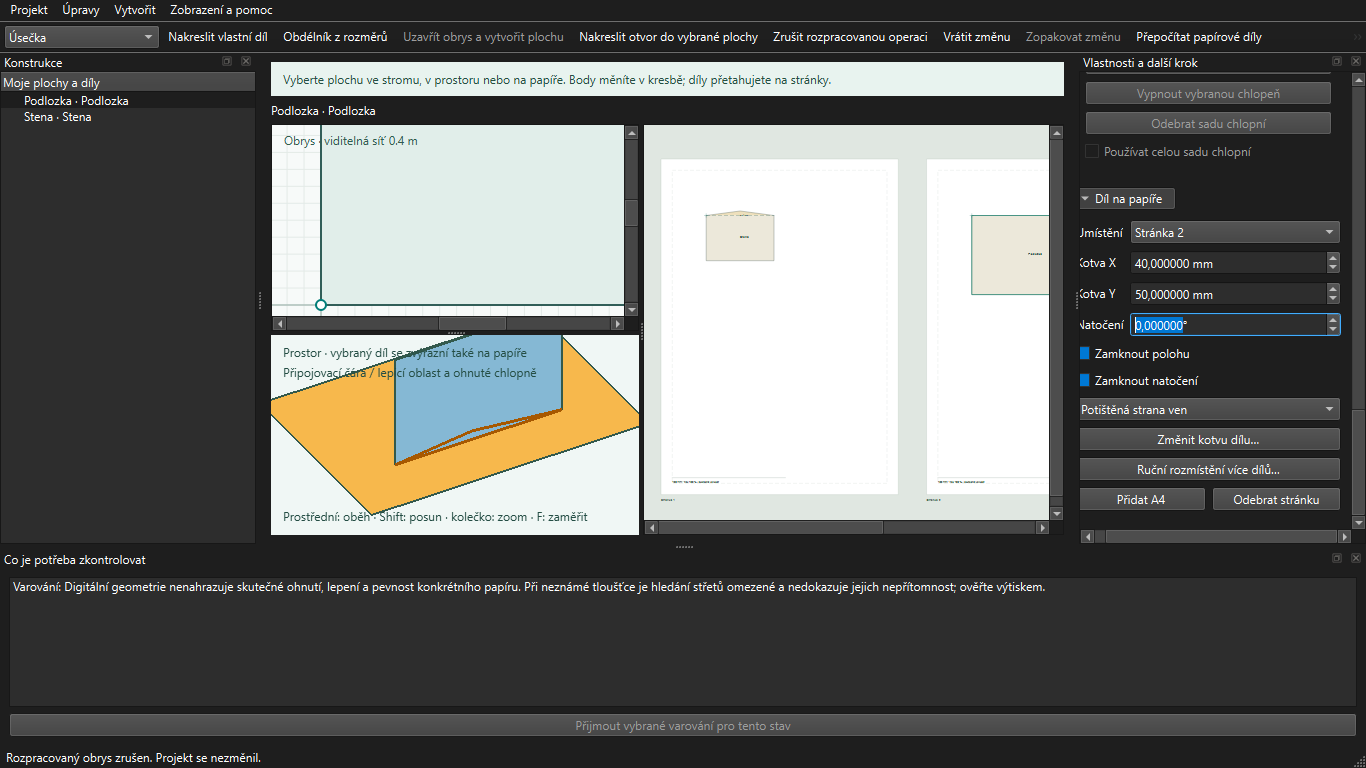 Projekt Úpravy Vytvořit Zobrazení a pomoc
Úsečka Nakreslit vlastní díl Obdélník z rozměrů Uzavřít obrys a vytvořit plochu Nakreslit otvor do vybrané plochy Zrušit rozpracovanou operaci Vrátit změnu Zopakovat změnu Přepočítat papírové díly
Konstrukce
Moje plochy a díly
Podlozka · Podlozka
Stena · Stena
Vyberte plochu ve stromu, v prostoru nebo na papíře. Body měníte v kresbě; díly přetahujete na stránky.
Podlozka · Podlozka
Obrys · viditelná síť 0.4 m
Prostor · vybraný díl se zvýrazní také na papíře
Připojovací čára / lepicí oblast a ohnuté chlopně
Prostřední: oběh · Shift: posun · kolečko: zoom · F: zaměřit
Vlastnosti a další krok
Vypnout vybranou chlopeň
Odebrat sadu chlopní
Používat celou sadu chlopní
Díl na papíře
Umístění Stránka 2
Kotva X 40,000000 mm
Kotva Y 50,000000 mm
Natočení 0,000000°
Zamknout polohu
Zamknout natočení
Potištěná strana ven
Změnit kotvu dílu...
Ruční rozmístění více dílů...
Přidat A4 Odebrat stránku
Co je potřeba zkontrolovat
Varování: Digitální geometrie nenahrazuje skutečné ohnutí, lepení a pevnost konkrétního papíru. Při neznámé tloušťce je hledání střetů omezené a nedokazuje jejich nepřítomnost; ověřte výtiskem.
Přijmout vybrané varování pro tento stav
Rozpracovaný obrys zrušen. Projekt se nezměnil.